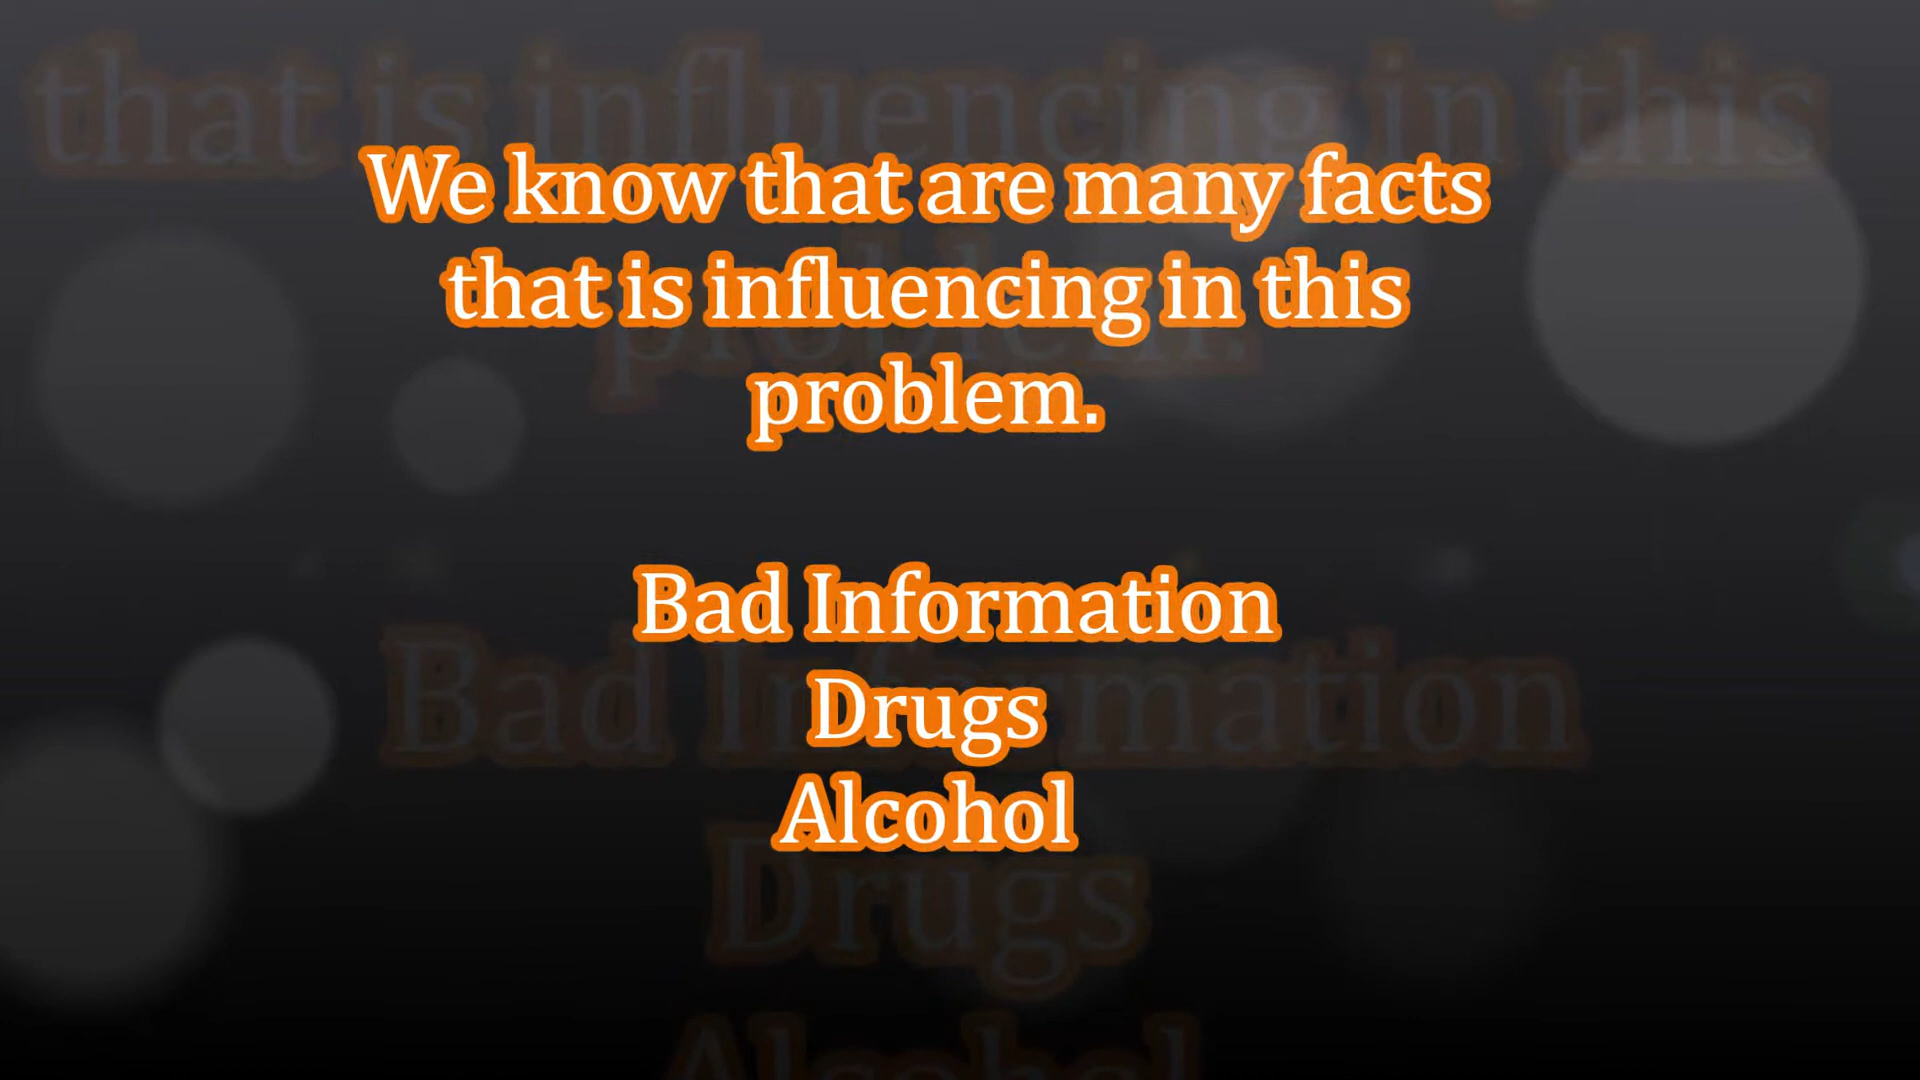 We know that are many facts
that is influencing in this
problem.
Bad Information
Drugs
Alcohol